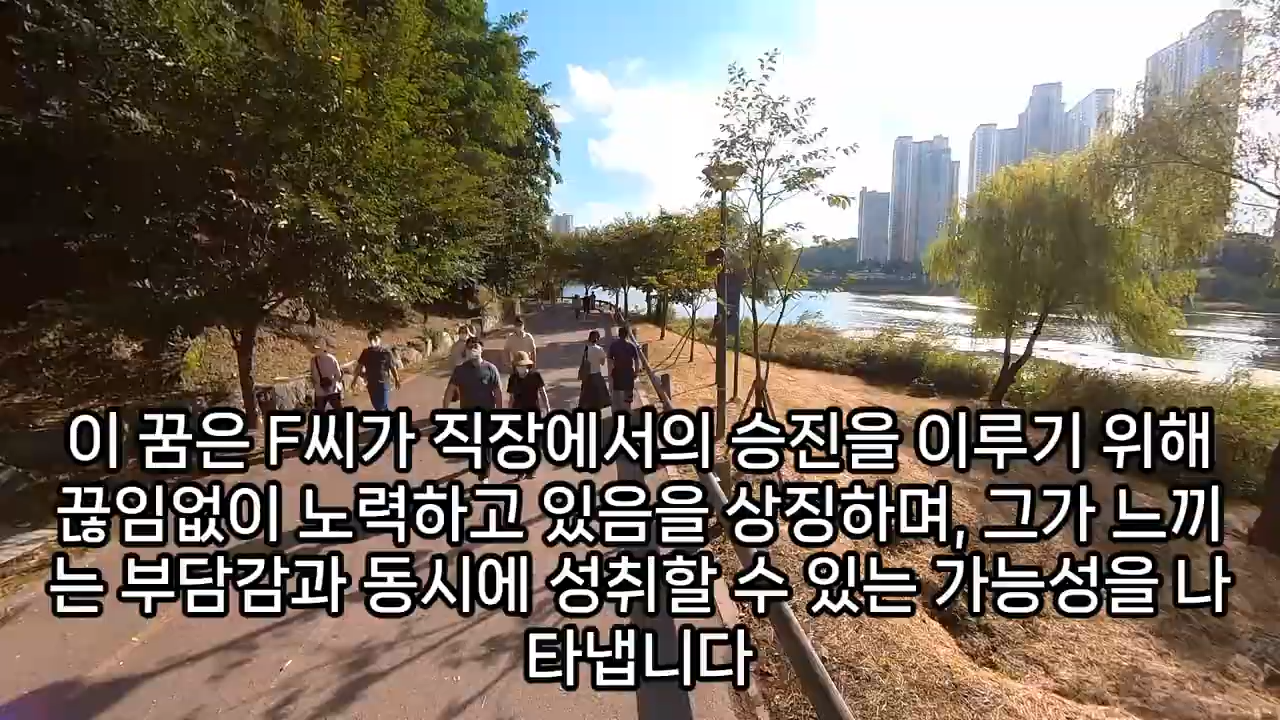 이 꿈은 F씨가 직장에서의 승진을 이루기 위해
끊임없이 노력하고 있음을 상징하며, 그가 느끼
는 부담감과 동시에 성취할 수 있는 가능성을 나
타냅니다